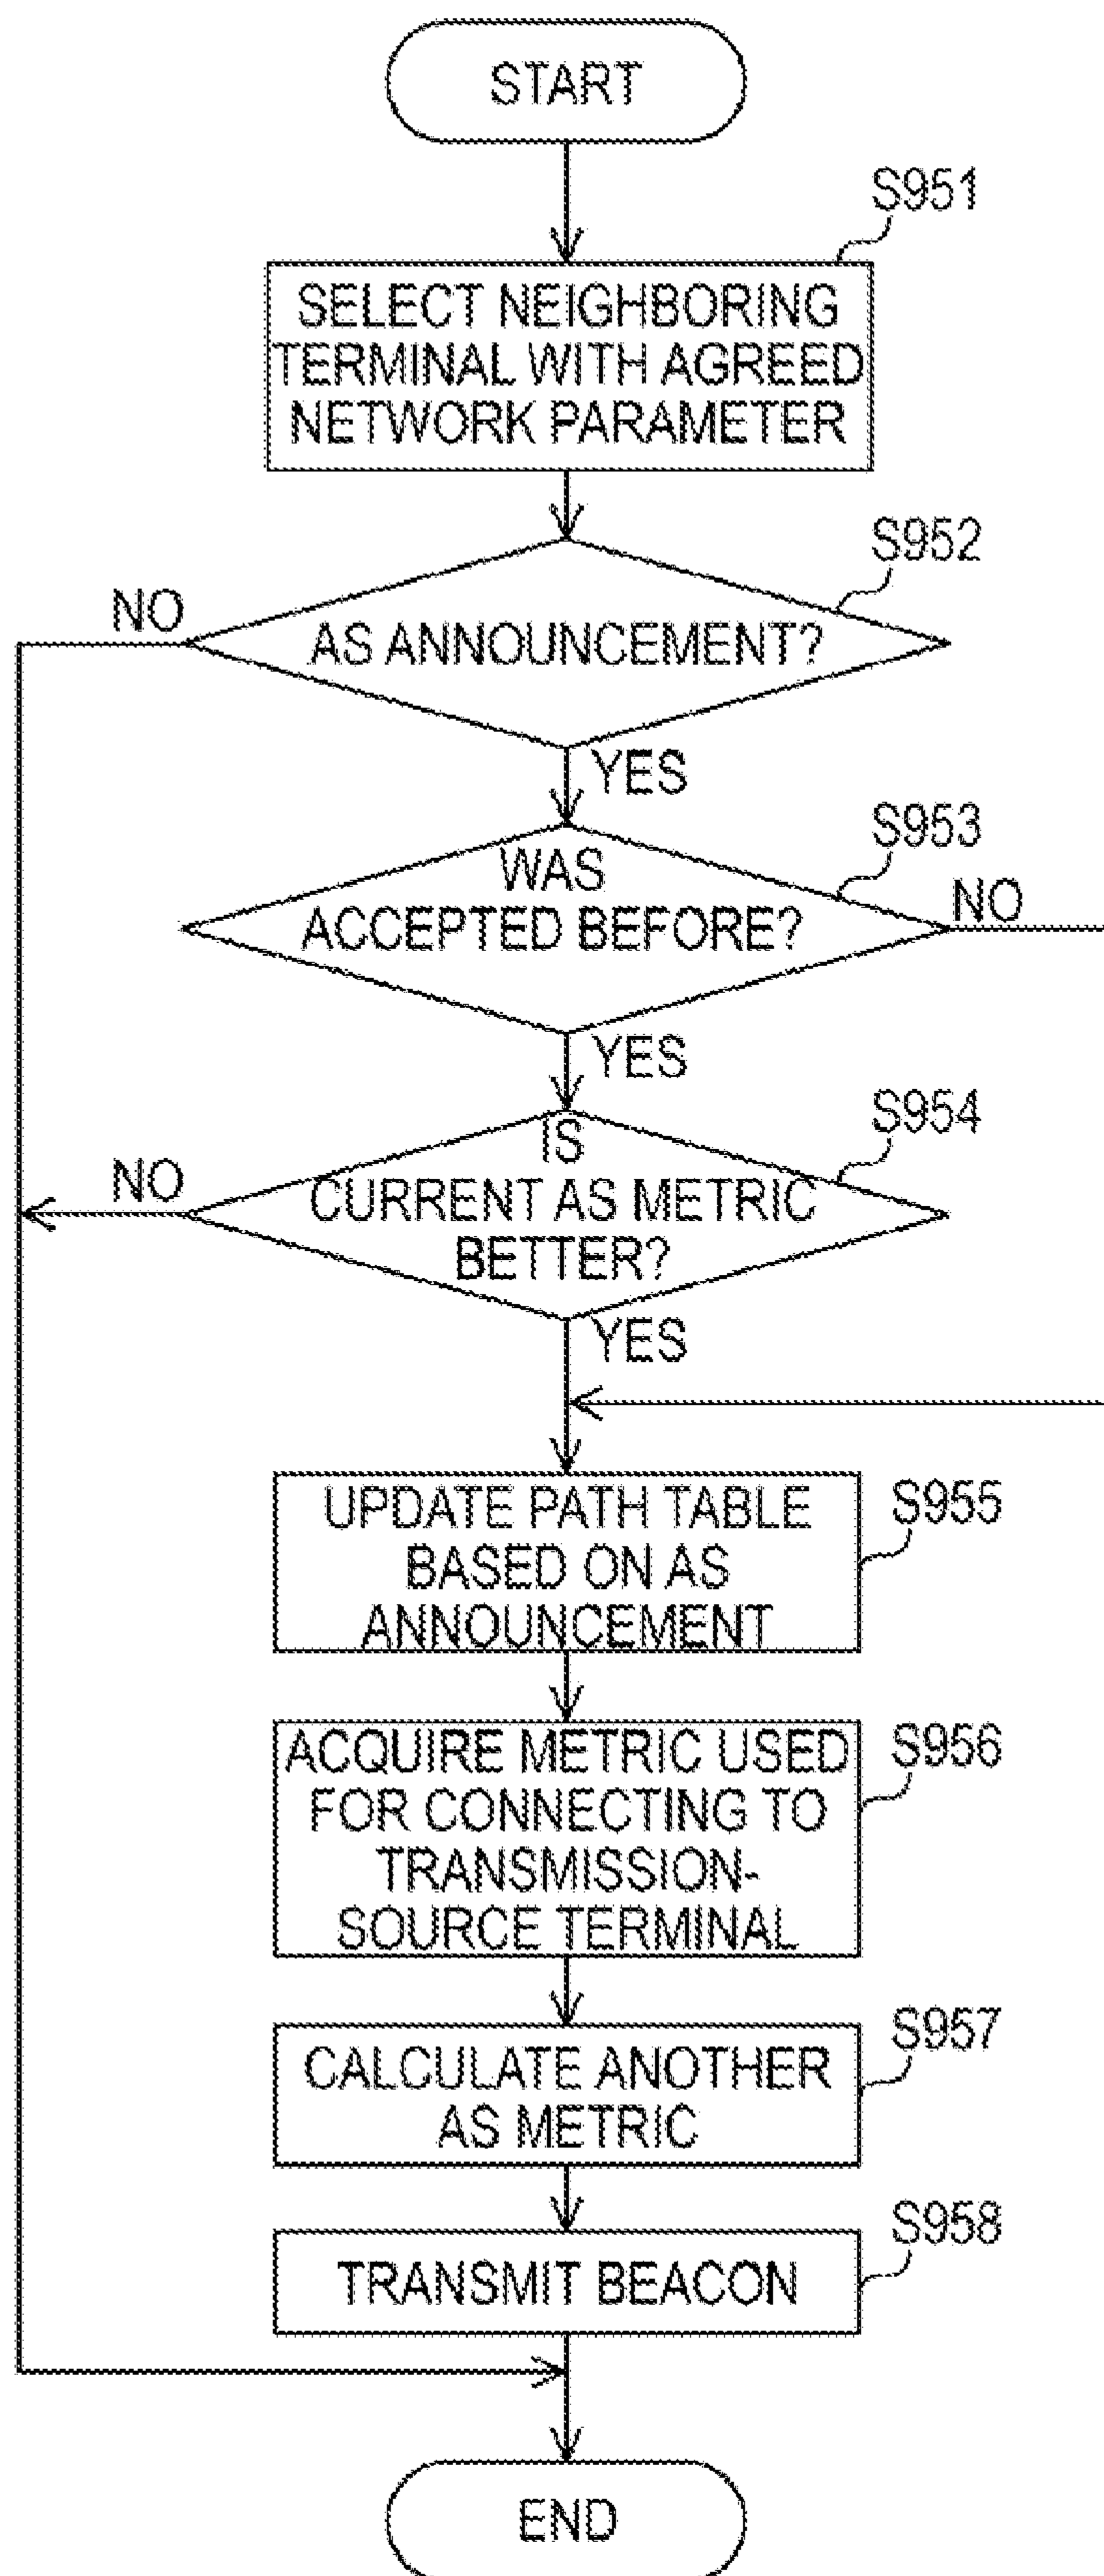 START
S951
SELECT NEIGHBORING
TERMINAL WITH AGREED
NETWORK PARAMETER
S952
NO
AS ANNOUNCEMENT?
YES
S953
WAS
ACCEPTED BEFORE?
NO
YES
S954
IS
CURRENT AS METRIC
BETTER?
NO
YES
S955
UPDATE PATH TABLE
BASED ON AS
ANNOUNCEMENT
S956
ACQUIRE METRIC USED
FOR CONNECTING TO
TRANSMISSION-
SOURCE TERMINAL
S957
CALCULATE ANOTHER
AS METRIC
S958
TRANSMIT BEACON
END